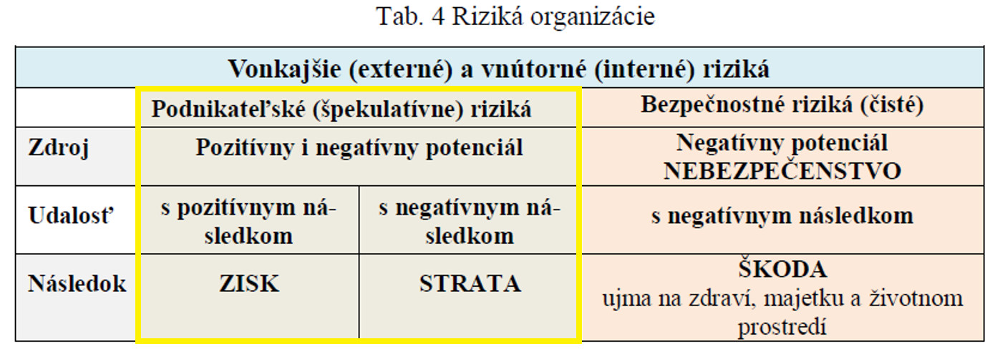 Tab. 4 Riziká organizácie
Vonkajšie (externé) a vnútorné (interné) riziká
Podnikateľské (špekulatívne) riziká
Bezpečnostné riziká (čisté)
Zdroj
Pozitívny i negatívny potenciál
Negatívny potenciál
NEBEZPEČENSTVO
Udalosť
s pozitívnym ná-
sledkom
s negatívnym ná-
sledkom
s negatívnym následkom
Následok
ZISK
STRATA
ŠKODA
ujma na zdraví, majetku a životnom
prostredí